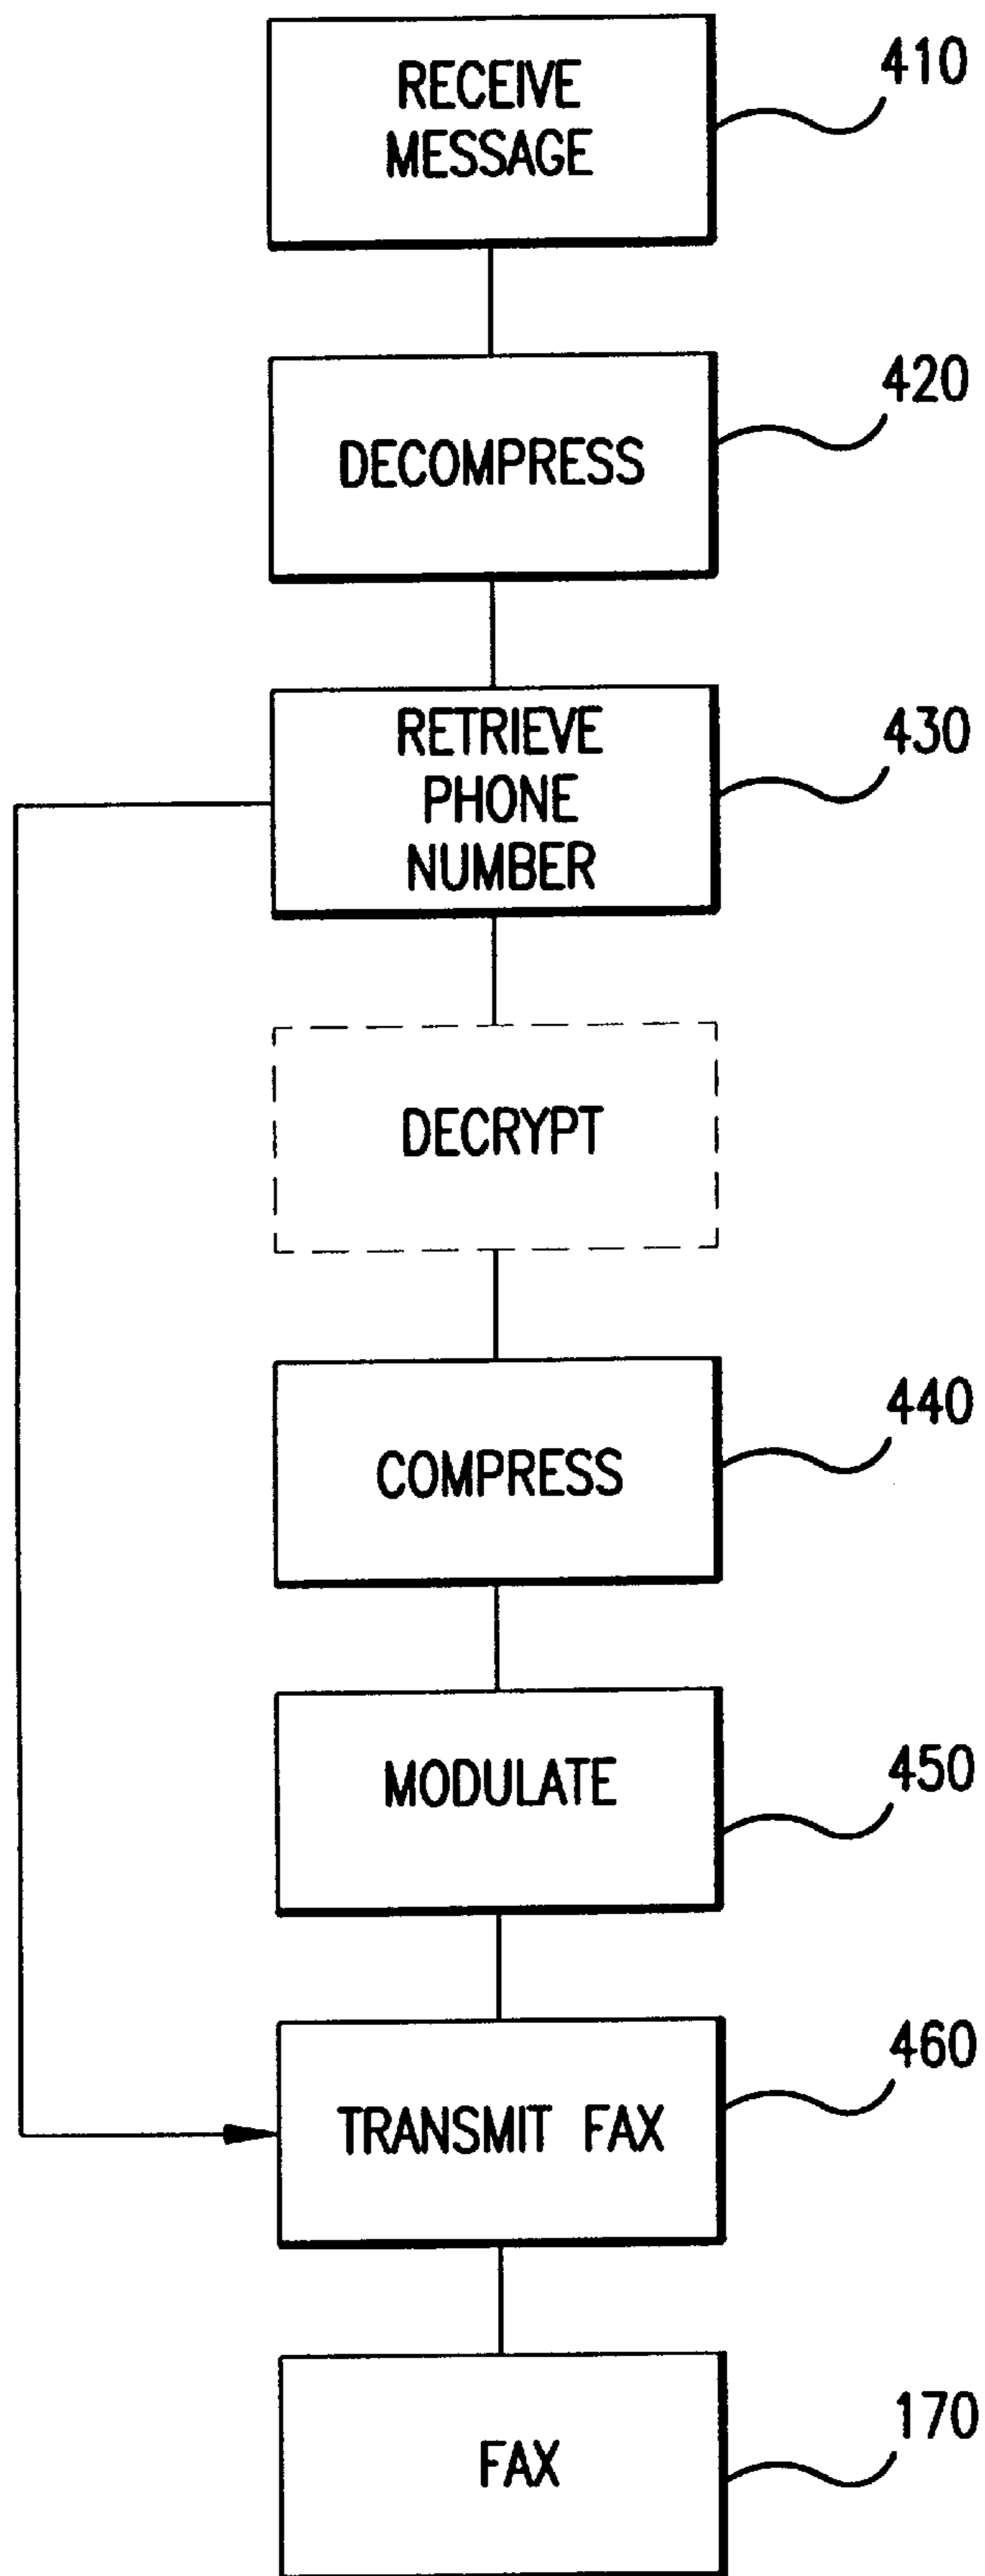 RECEIVE
MESSAGE
410
DECOMPRESS
420
RETRIEVE
PHONE
NUMBER
430
DECRYPT
COMPRESS
440
MODULATE
450
TRANSMIT FAX
460
FAX
170